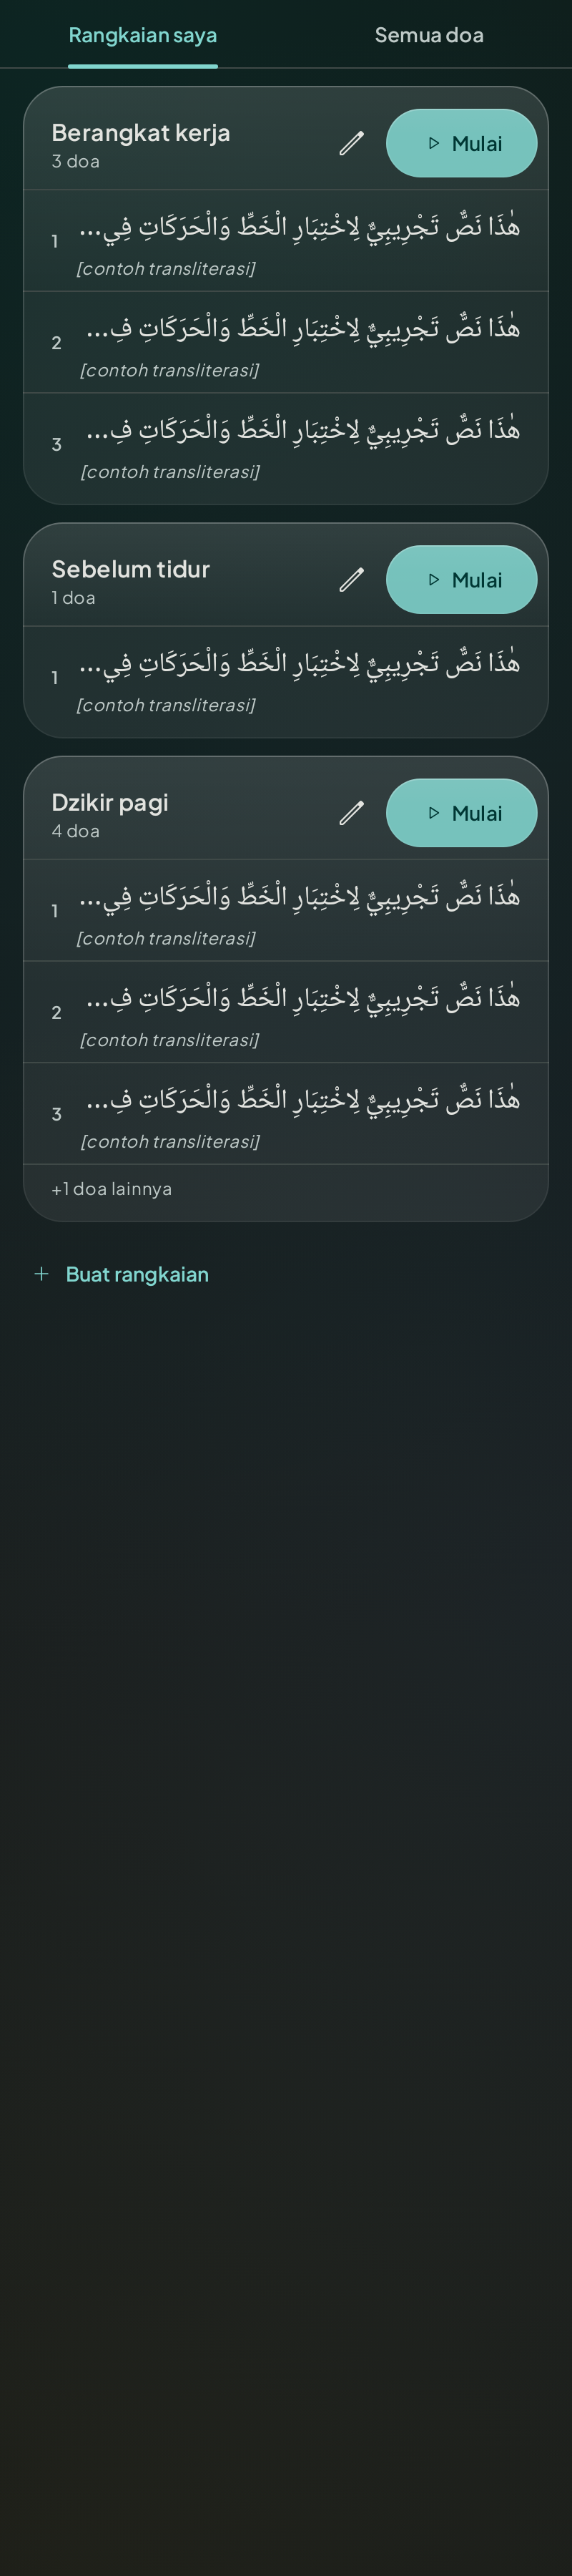 Rangkaian saya
Semua doa
Berangkat kerja
3 doa
Mulai
1
هٰذَا نَصٌّ تَجْرِيبِيٌّ لِاخْتِبَارِ الْخَطِّ وَالْحَرَكَاتِ فِي...
[contoh transliterasi]
2
هٰذَا نَصٌّ تَجْرِيبِيٌّ لِاخْتِبَارِ الْخَطِّ وَالْحَرَكَاتِ فِ...
[contoh transliterasi]
3
هٰذَا نَصٌّ تَجْرِيبِيٌّ لِاخْتِبَارِ الْخَطِّ وَالْحَرَكَاتِ فِ...
[contoh transliterasi]
Sebelum tidur
1 doa
Mulai
1
هٰذَا نَصٌّ تَجْرِيبِيٌّ لِاخْتِبَارِ الْخَطِّ وَالْحَرَكَاتِ فِي...
[contoh transliterasi]
Dzikir pagi
4 doa
Mulai
1
هٰذَا نَصٌّ تَجْرِيبِيٌّ لِاخْتِبَارِ الْخَطِّ وَالْحَرَكَاتِ فِي...
[contoh transliterasi]
2
هٰذَا نَصٌّ تَجْرِيبِيٌّ لِاخْتِبَارِ الْخَطِّ وَالْحَرَكَاتِ فِ...
[contoh transliterasi]
3
هٰذَا نَصٌّ تَجْرِيبِيٌّ لِاخْتِبَارِ الْخَطِّ وَالْحَرَكَاتِ فِ...
[contoh transliterasi]
+1 doa lainnya
Buat rangkaian